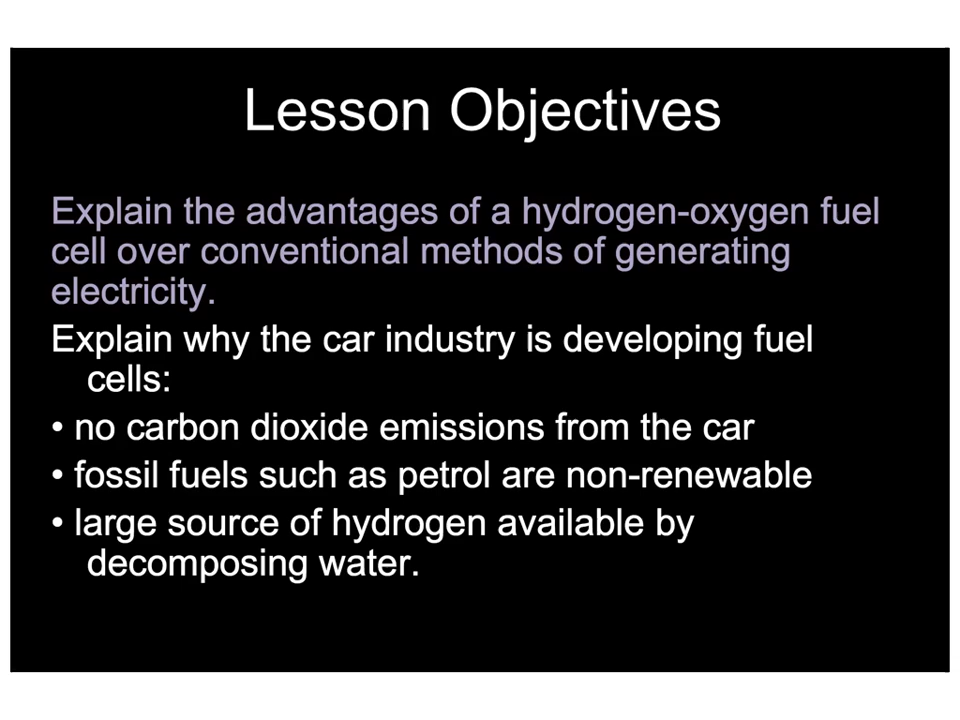 Lesson Objectives
Explain the advantages of a hydrogen-oxygen fuel
cell over conventional methods of generating
electricity.
Explain why the car industry is developing fuel
cells:
• no carbon dioxide emissions from the car
• fossil fuels such as petrol are non-renewable
• large source of hydrogen available by
decomposing water.